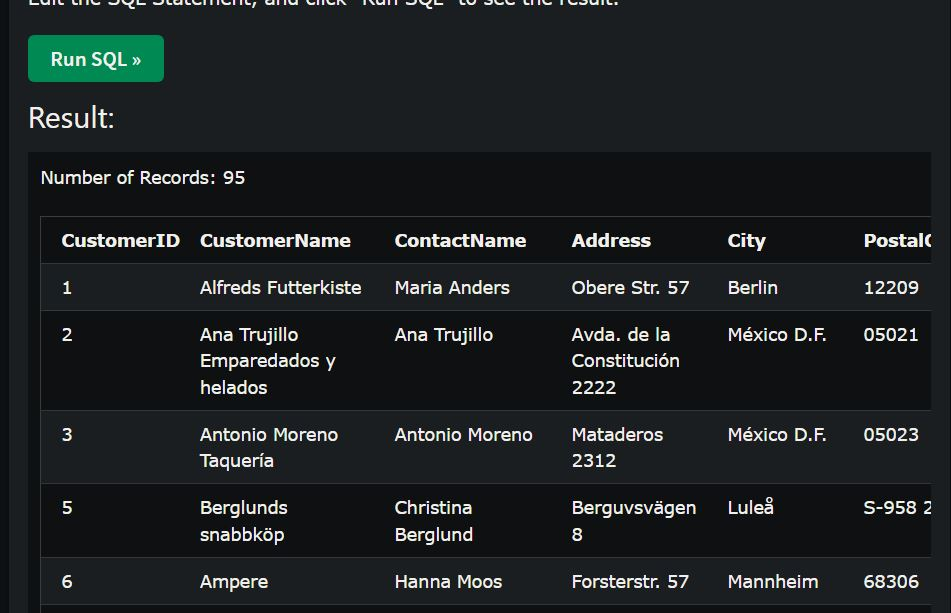 Edit the SQL Statement, and click "Run SQL" to see the result.
Run SQL »
Result:
Number of Records: 95
CustomerID CustomerName ContactName Address City PostalC
1 Alfreds Futterkiste Maria Anders Obere Str. 57 Berlin 12209
2 Ana Trujillo Ana Trujillo Avda. de la México D.F. 05021
Emparedados y Constitución
helados 2222
3 Antonio Moreno Antonio Moreno Mataderos México D.F. 05023
Taquería 2312
5 Berglunds Christina Berguvsvägen Luleå S-958 2
snabbköp Berglund 8
6 Ampere Hanna Moos Forsterstr. 57 Mannheim 68306